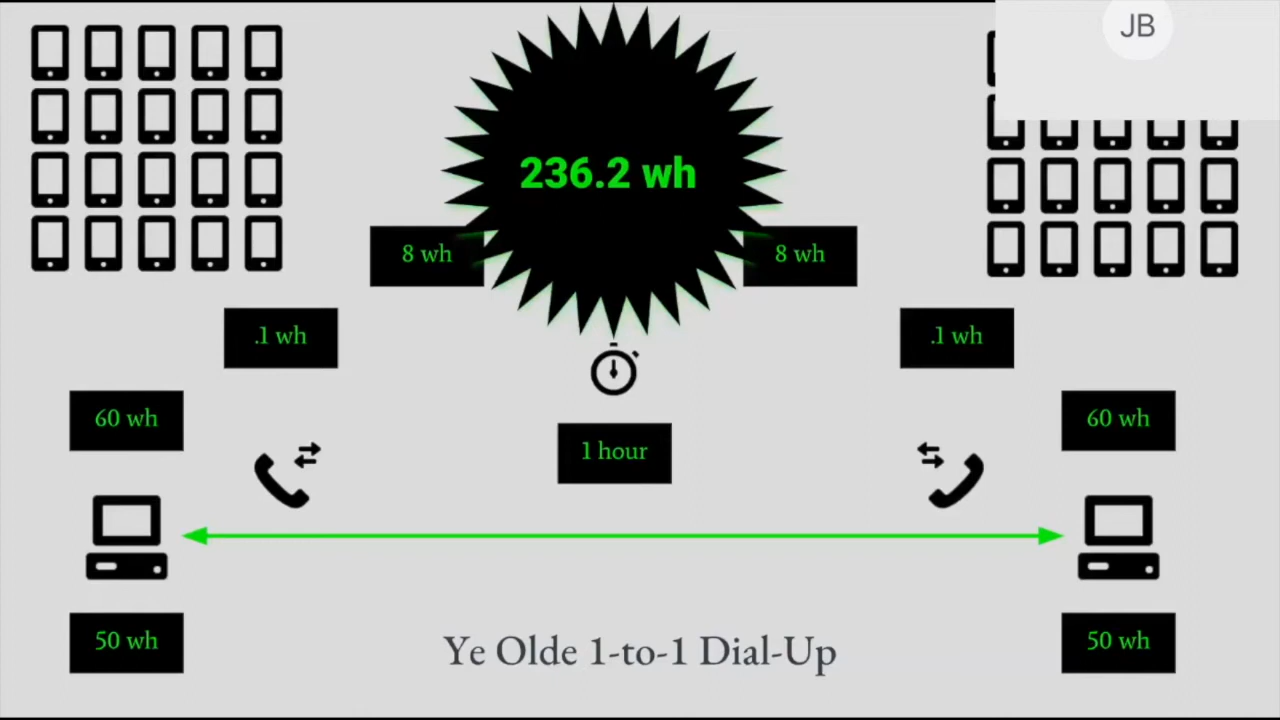 JB
236.2 wh
8 wh
8 wh
.1 wh
.1 wh
60 wh
60 wh
1 hour
50 wh
50 wh
Ye Olde 1-to-1 Dial-Up